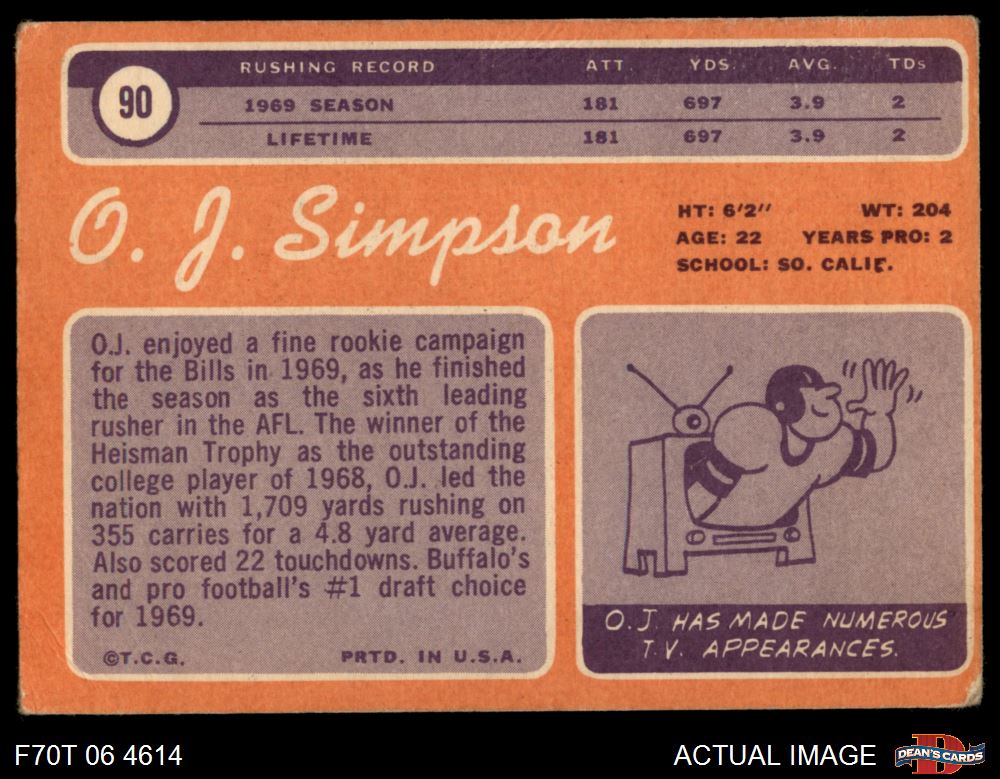 90
RUSHING RECORD ATT. YDS. AVG. TDs
1969 SEASON 181 697 3.9 2
LIFETIME 181 697 3.9 2
O. J. Simpson
HT: 6'2" WT: 204
AGE: 22 YEARS PRO: 2
SCHOOL: SO. CALIF.
O.J. enjoyed a fine rookie campaign
for the Bills in 1969, as he finished
the season as the sixth leading
rusher in the AFL. The winner of the
Heisman Trophy as the outstanding
college player of 1968, O.J. led the
nation with 1,709 yards rushing on
355 carries for a 4.8 yard average.
Also scored 22 touchdowns. Buffalo's
and pro football's #1 draft choice
for 1969.
©T.C.G. PRTD. IN U.S.A.
O.J. HAS MADE NUMEROUS
T.V. APPEARANCES.
F70T 06 4614
ACTUAL IMAGE
DEAN'S CARDS